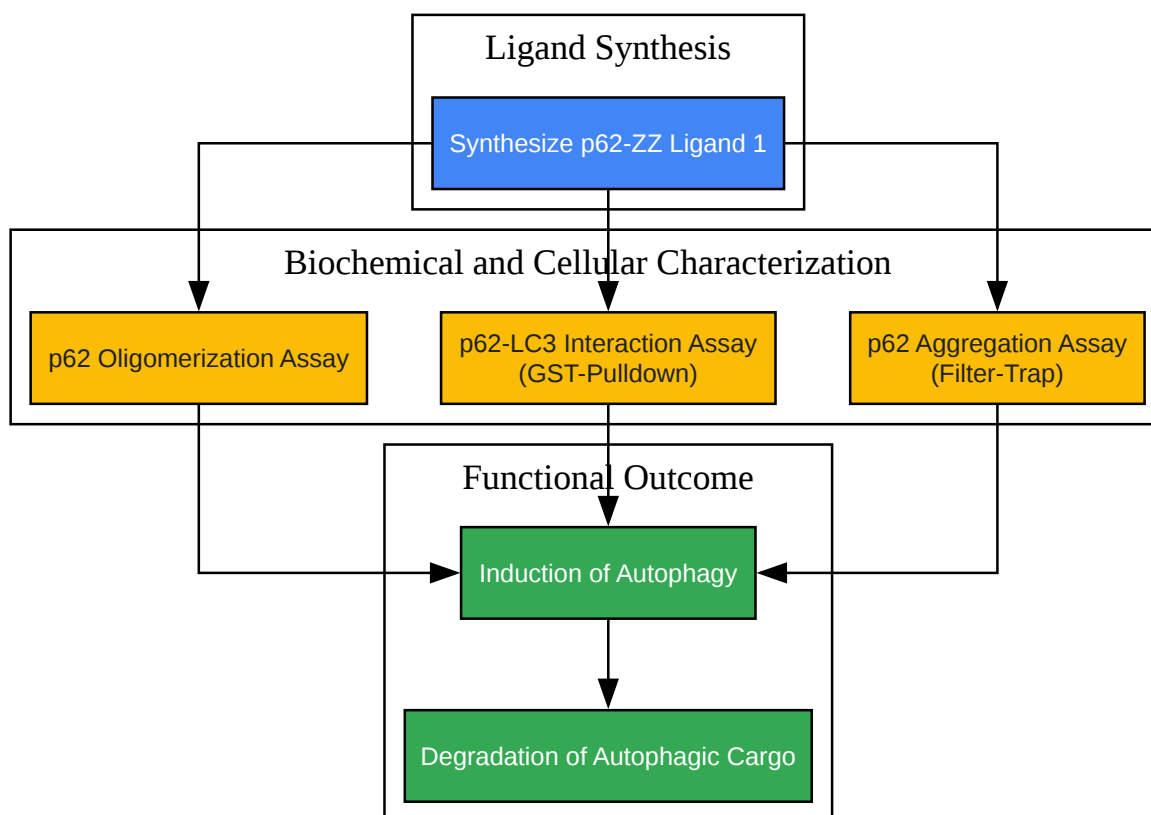 Ligand Synthesis
Synthesize p62-ZZ Ligand 1
Biochemical and Cellular Characterization
p62 Oligomerization Assay
p62-LC3 Interaction Assay
(GST-Pulldown)
p62 Aggregation Assay
(Filter-Trap)
Functional Outcome
Induction of Autophagy
Degradation of Autophagic Cargo